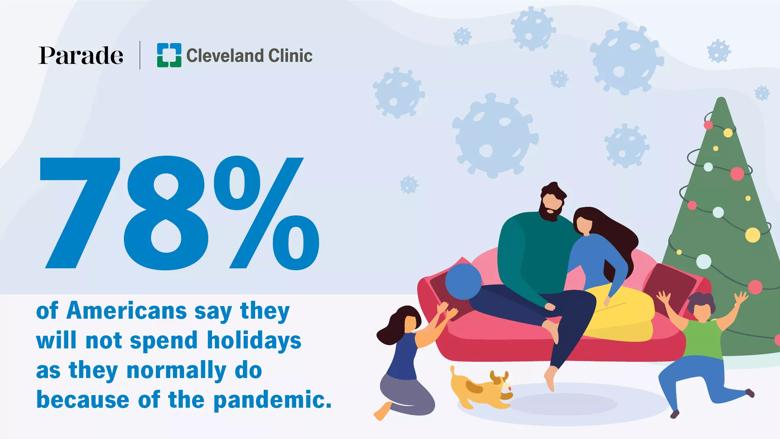 Parade | Cleveland Clinic
78%
of Americans say they
will not spend holidays
as they normally do
because of the pandemic.